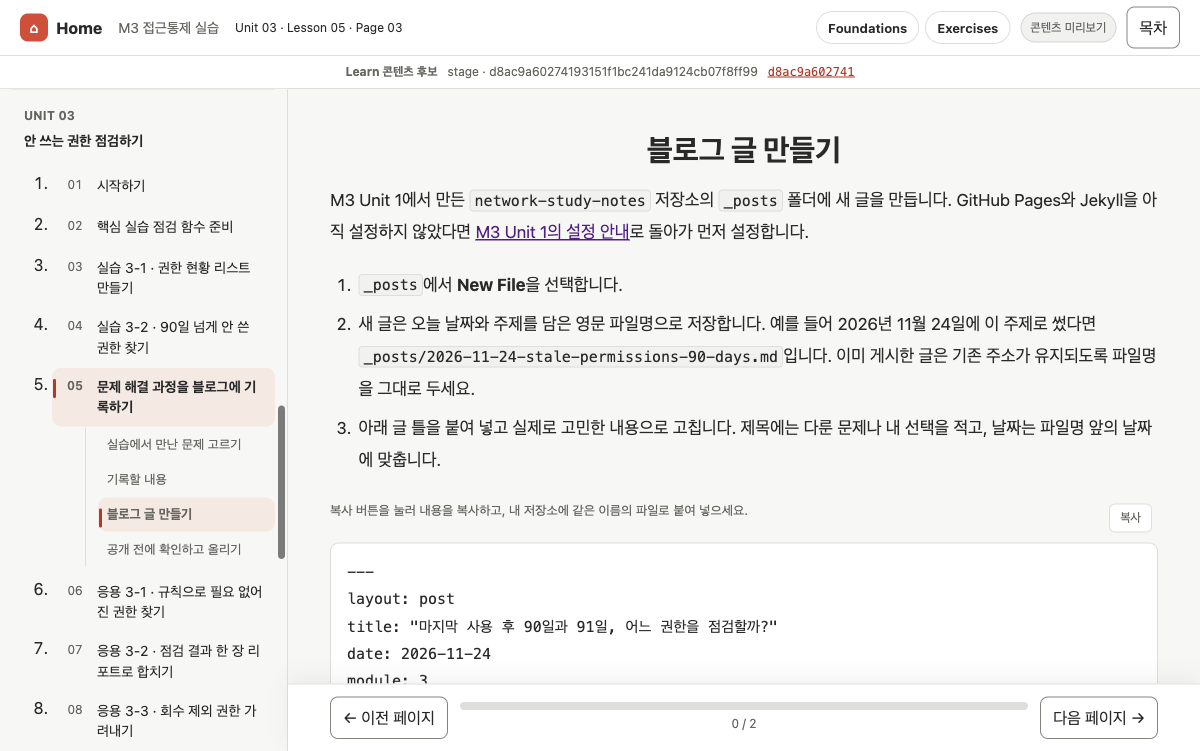 Home
M3 접근통제 실습
Unit 03 · Lesson 05 · Page 03
Foundations
Exercises
콘텐츠 미리보기
목차
Learn 콘텐츠 후보 stage · d8ac9a60274193151f1bc241da9124cb07f8ff99 d8ac9a602741
UNIT 03
안 쓰는 권한 점검하기
1. 01 시작하기
2. 02 핵심 실습 점검 함수 준비
3. 03 실습 3-1 · 권한 현황 리스트
만들기
4. 04 실습 3-2 · 90일 넘게 안 쓴
권한 찾기
5. 05 문제 해결 과정을 블로그에 기
록하기
실습에서 만난 문제 고르기
기록할 내용
블로그 글 만들기
공개 전에 확인하고 올리기
6. 06 응용 3-1 · 규칙으로 필요 없어
진 권한 찾기
7. 07 응용 3-2 · 점검 결과 한 장 리
포트로 합치기
8. 08 응용 3-3 · 회수 제외 권한 가
려내기
블로그 글 만들기
M3 Unit 1에서 만든 network-study-notes 저장소의 _posts 폴더에 새 글을 만듭니다. GitHub Pages와 Jekyll을 아
직 설정하지 않았다면 M3 Unit 1의 설정 안내로 돌아가 먼저 설정합니다.
1. _posts에서 New File을 선택합니다.
2. 새 글은 오늘 날짜와 주제를 담은 영문 파일명으로 저장합니다. 예를 들어 2026년 11월 24일에 이 주제로 썼다면
_posts/2026-11-24-stale-permissions-90-days.md입니다. 이미 게시한 글은 기존 주소가 유지되도록 파일명
을 그대로 두세요.
3. 아래 글 틀을 붙여 넣고 실제로 고민한 내용으로 고칩니다. 제목에는 다룬 문제나 내 선택을 적고, 날짜는 파일명 앞의 날짜
에 맞춥니다.
복사 버튼을 눌러 내용을 복사하고, 내 저장소에 같은 이름의 파일로 붙여 넣으세요.
복사
---
layout: post
title: "마지막 사용 후 90일과 91일, 어느 권한을 점검할까?"
date: 2026-11-24
module: 3
← 이전 페이지
0 / 2
다음 페이지 →